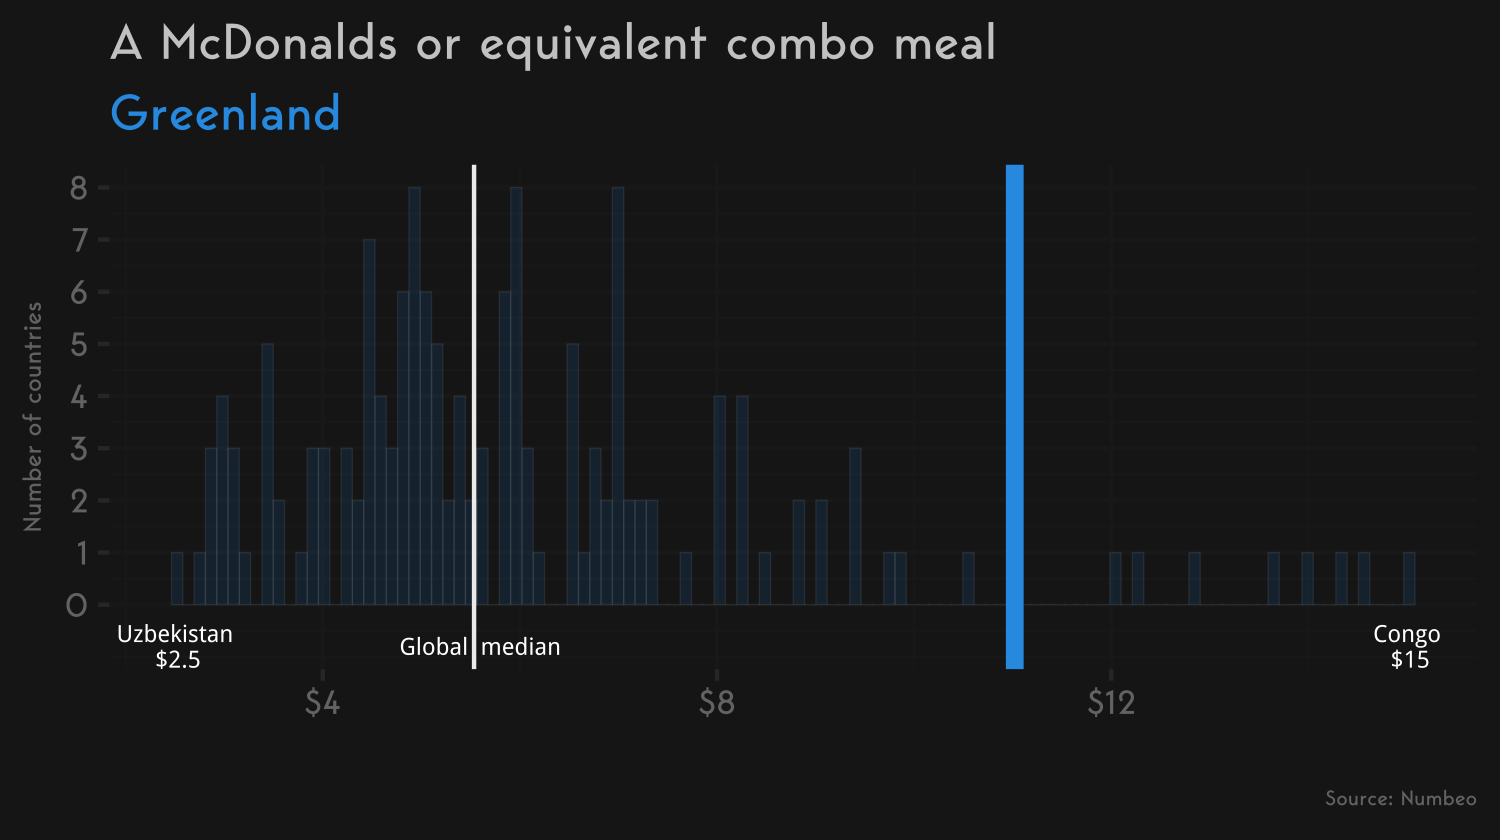 A McDonalds or equivalent combo meal
Greenland
Number of countries
8
7
6
5
4
3
2
1
0
Uzbekistan
$2.5
Global median
Congo
$15
$4 $8 $12
Source: Numbeo